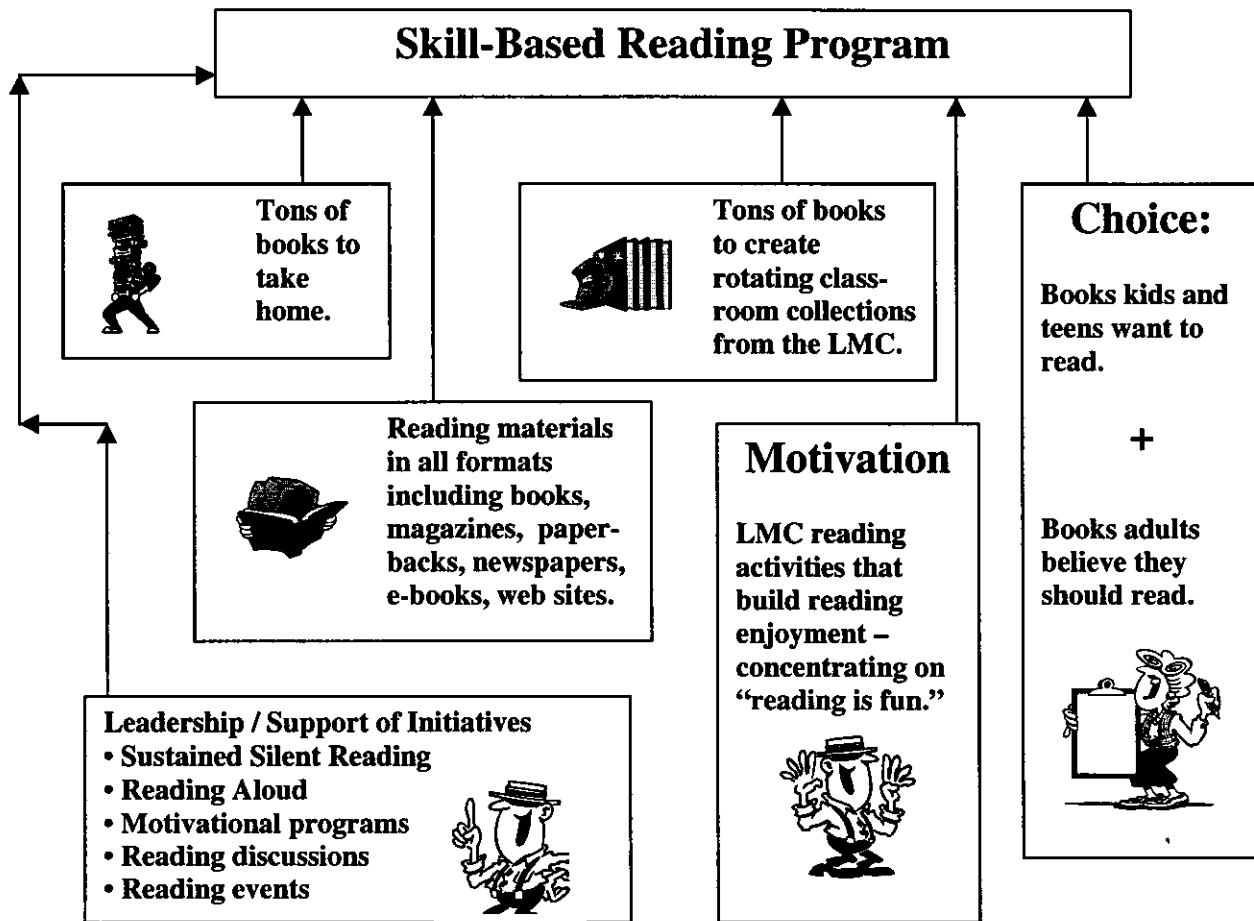 Skill-Based Reading Program
Tons of
books to
take
home.
Tons of books
to create
rotating class-
room collections
from the LMC.
Choice:
Books kids and
teens want to
read.
+
Books adults
believe they
should read.
Reading materials
in all formats
including books,
magazines, paper-
backs, newspapers,
e-books, web sites.
Motivation
LMC reading
activities that
build reading
enjoyment –
concentrating on
“reading is fun.”
Leadership / Support of Initiatives
• Sustained Silent Reading
• Reading Aloud
• Motivational programs
• Reading discussions
• Reading events